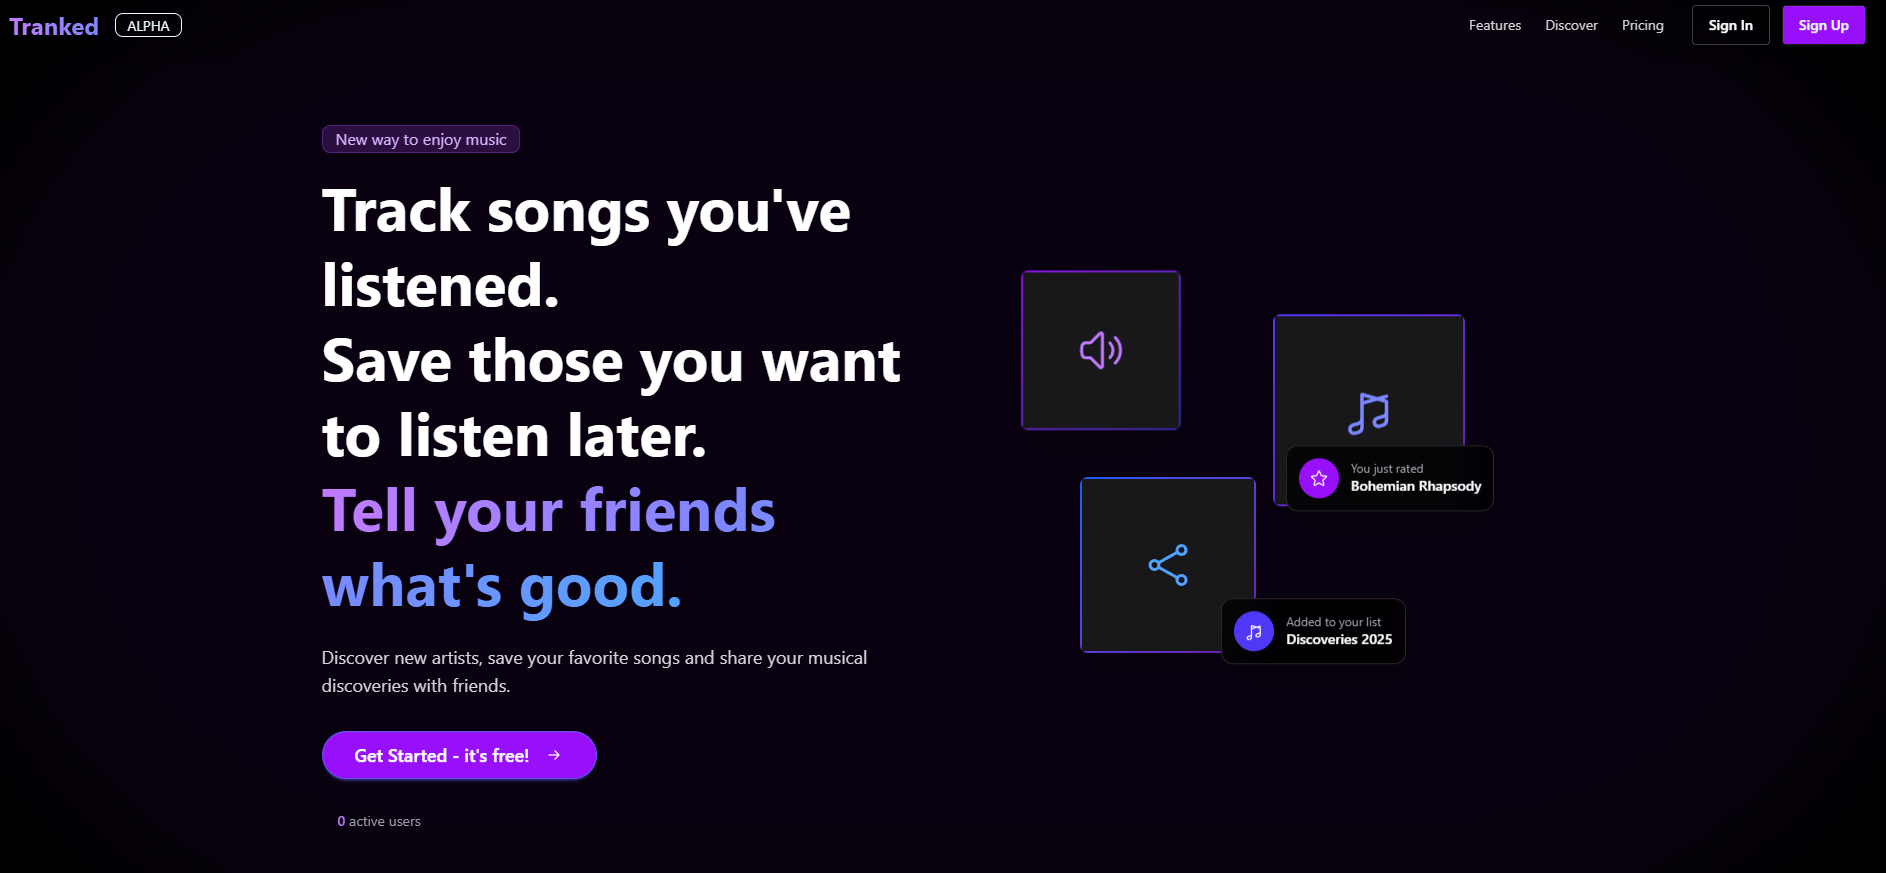 Tranked
ALPHA
Features
Discover
Pricing
Sign In
Sign Up
New way to enjoy music
Track songs you've
listened.
Save those you want
to listen later.
Tell your friends
what's good.
Discover new artists, save your favorite songs and share your musical
discoveries with friends.
Get Started - it's free!
0 active users
You just rated
Bohemian Rhapsody
Added to your list
Discoveries 2025